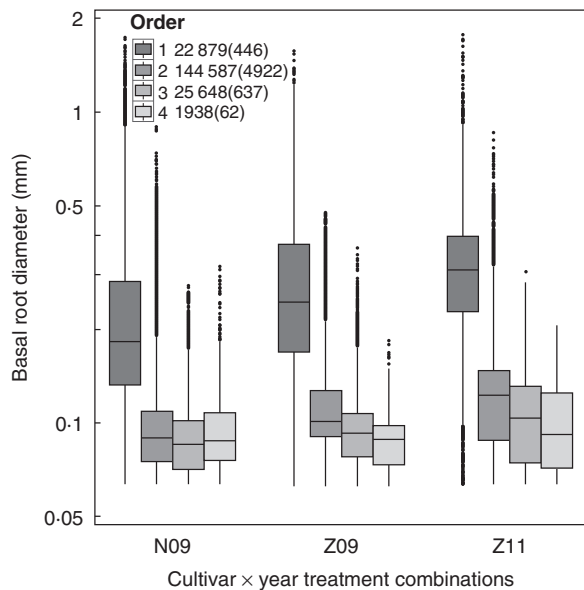 Order
1 22 879(446)
2 144 587(4922)
3 25 648(637)
4 1938(62)
2
1
0·5
0·1
0·05
Basal root diameter (mm)
N09 Z09 Z11
Cultivar × year treatment combinations